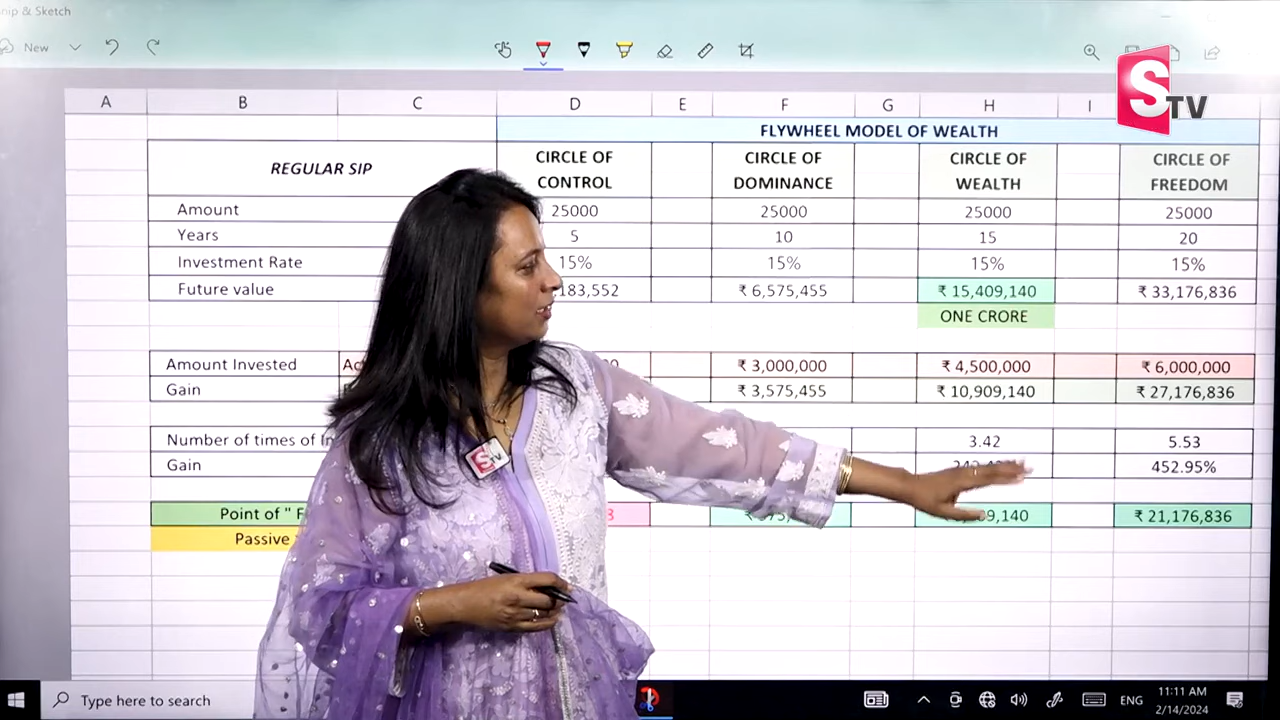 nip & Sketch
New
S TV
A B C D E F G H I
FLYWHEEL MODEL OF WEALTH
REGULAR SIP CIRCLE OF CONTROL CIRCLE OF DOMINANCE CIRCLE OF WEALTH CIRCLE OF FREEDOM
Amount 25000 25000 25000 25000
Years 5 10 15 20
Investment Rate 15% 15% 15% 15%
Future value 183,552 ₹ 6,575,455 ₹ 15,409,140 ₹ 33,176,836
ONE CRORE
Amount Invested ₹ 3,000,000 ₹ 4,500,000 ₹ 6,000,000
Gain ₹ 3,575,455 ₹ 10,909,140 ₹ 27,176,836
Number of times of 3.42 5.53
Gain 452.95%
Point of " ₹ 21,176,836
Passive
STV
Type here to search
ENG
11:11 AM
2/14/2024